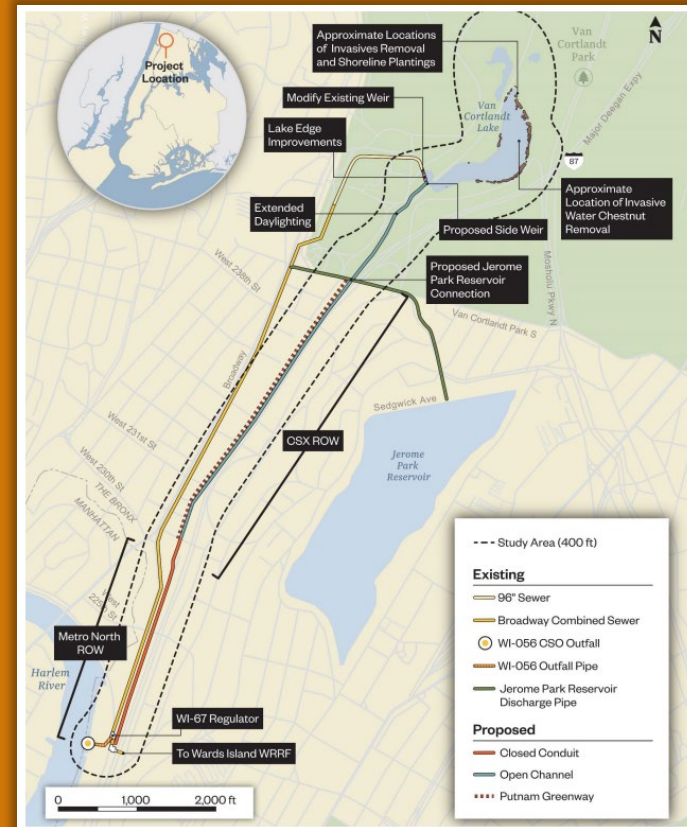 Project
Location
Approximate Locations
of Invasives Removal
and Shoreline Plantings
N
Van
Cortlandt
Park
Major Deegan Expy
Modify Existing Weir
Van
Cortlandt
Lake
Lake Edge
Improvements
87
Extended
Daylighting
Approximate
Location of Invasive
Water Chestnut
Removal
Proposed Side Weir
West 238th St
Proposed Jerome
Park Reservoir
Connection
Mosholu Pkwy N
Van Cortlandt Park S
Broadway
Sedgwick Ave
West 231st St
CSX ROW
Jerome
Park
Reservoir
West 230th St
THE BRONX
MANHATTAN
West
225th St
Metro North
ROW
Harlem
River
WI-67 Regulator
To Wards Island WRRF
0 1,000 2,000 ft
Study Area (400 ft)
Existing
96" Sewer
Broadway Combined Sewer
WI-056 CSO Outfall
WI-056 Outfall Pipe
Jerome Park Reservoir
Discharge Pipe
Proposed
Closed Conduit
Open Channel
Putnam Greenway